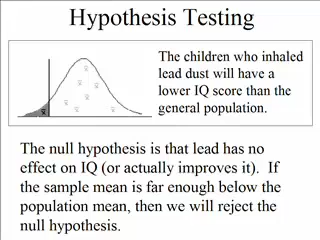 Hypothesis Testing
The children who inhaled
lead dust will have a
lower IQ score than the
general population.
The null hypothesis is that lead has no
effect on IQ (or actually improves it).  If
the sample mean is far enough below the
population mean, then we will reject the
null hypothesis.